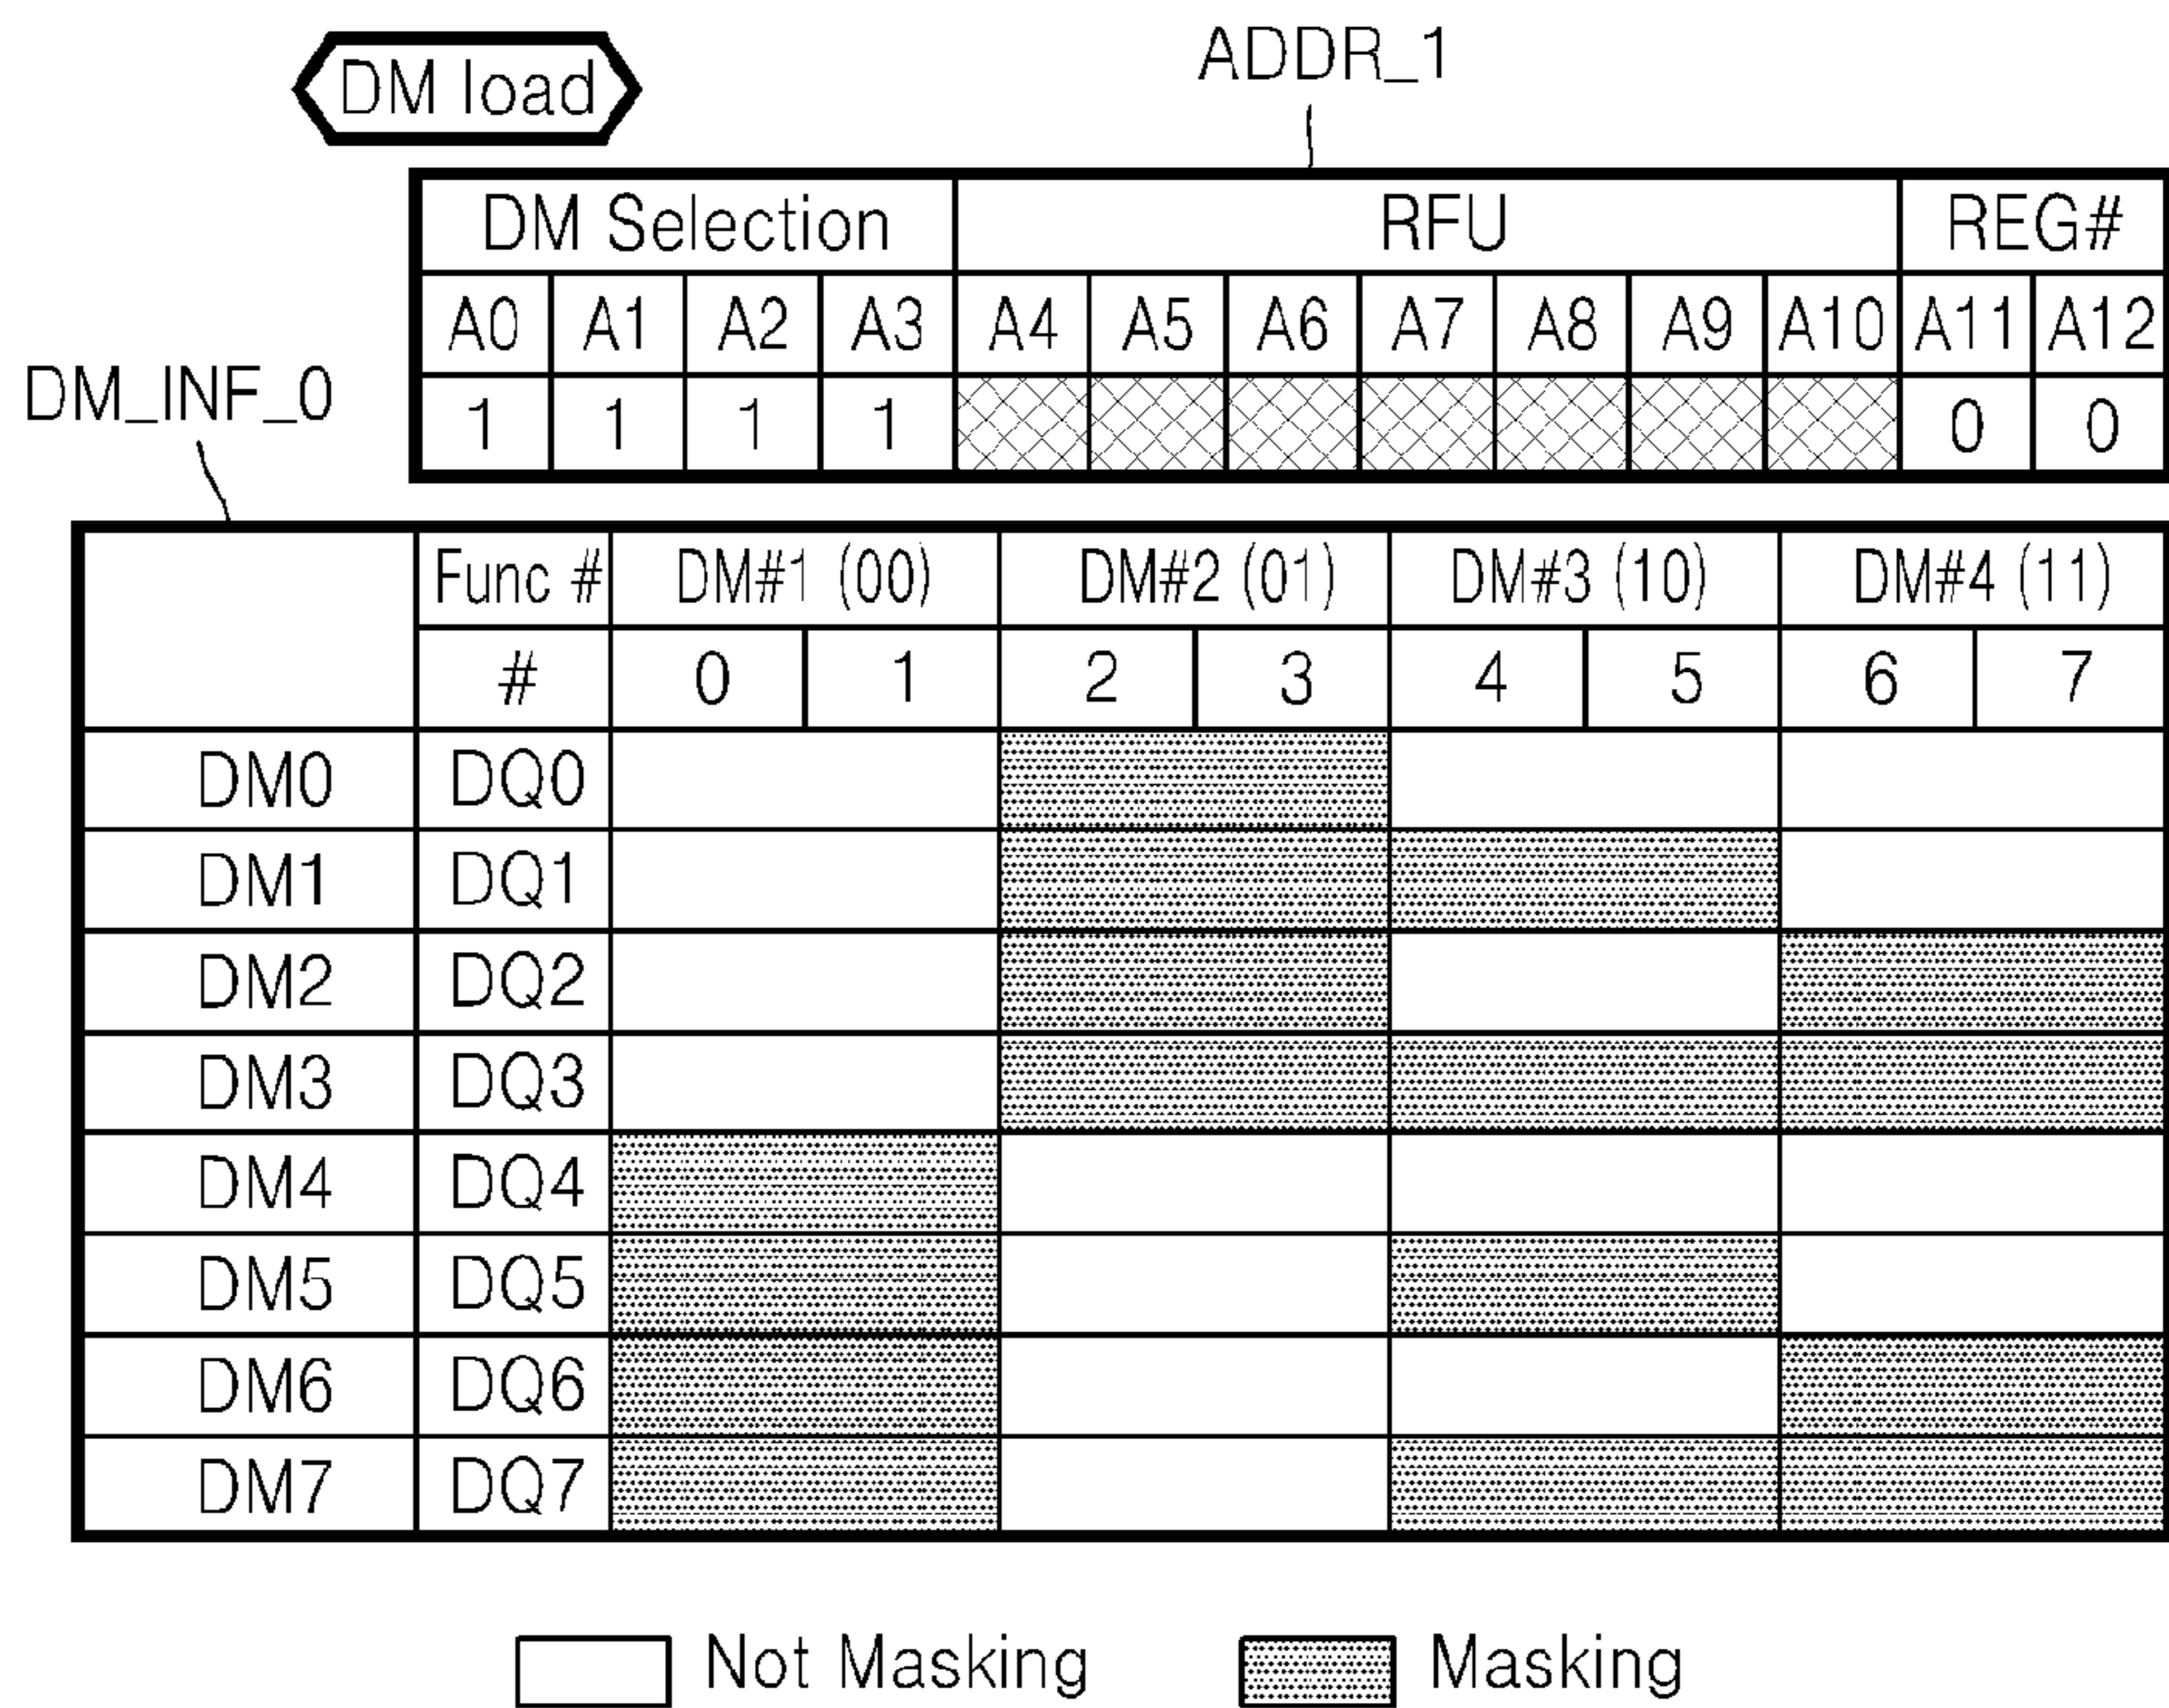 DM load
ADDR_1
DM Selection RFU REG#
A0 A1 A2 A3 A4 A5 A6 A7 A8 A9 A10 A11 A12
1 1 1 1 0 0
DM_INF_0
Func # DM#1 (00) DM#2 (01) DM#3 (10) DM#4 (11)
# 0 1 2 3 4 5 6 7
DM0 DQ0
DM1 DQ1
DM2 DQ2
DM3 DQ3
DM4 DQ4
DM5 DQ5
DM6 DQ6
DM7 DQ7
Not Masking Masking